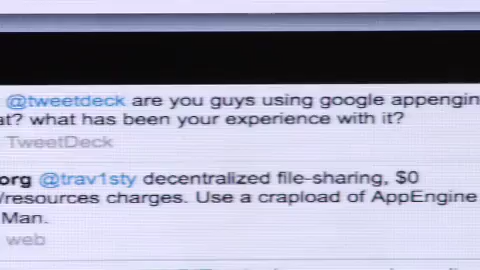 @tweetdeck are you guys using google appengin
at? what has been your experience with it?
TweetDeck
org @trav1sty decentralized file-sharing, $0
/resources charges. Use a crapload of AppEngine
Man.
web